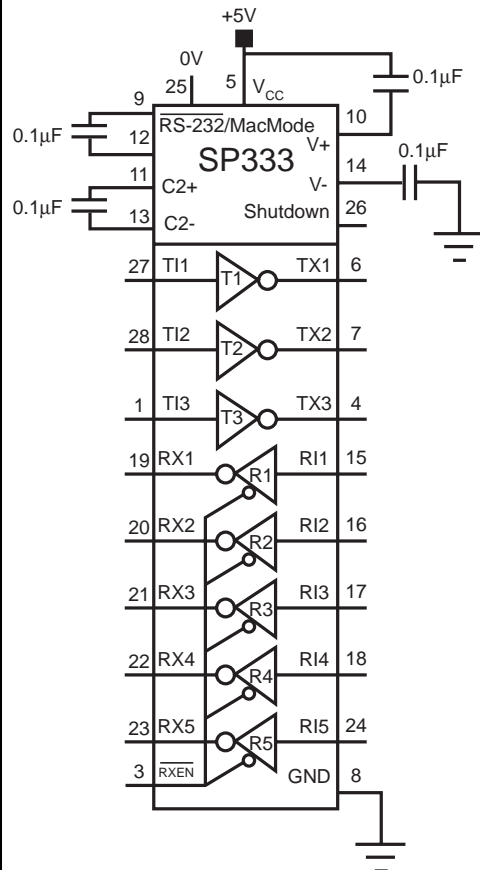 +5V
0V
25
5
V_CC
0.1µF
9
RS-232/MacMode
10
0.1µF
12
V+
SP333
0.1µF
11
C2+
14
V-
0.1µF
13
C2-
Shutdown
26
27 TI1 T1 TX1 6
28 TI2 T2 TX2 7
1 TI3 T3 TX3 4
19 RX1 R1 RI1 15
20 RX2 R2 RI2 16
21 RX3 R3 RI3 17
22 RX4 R4 RI4 18
23 RX5 R5 RI5 24
3 RXEN GND 8